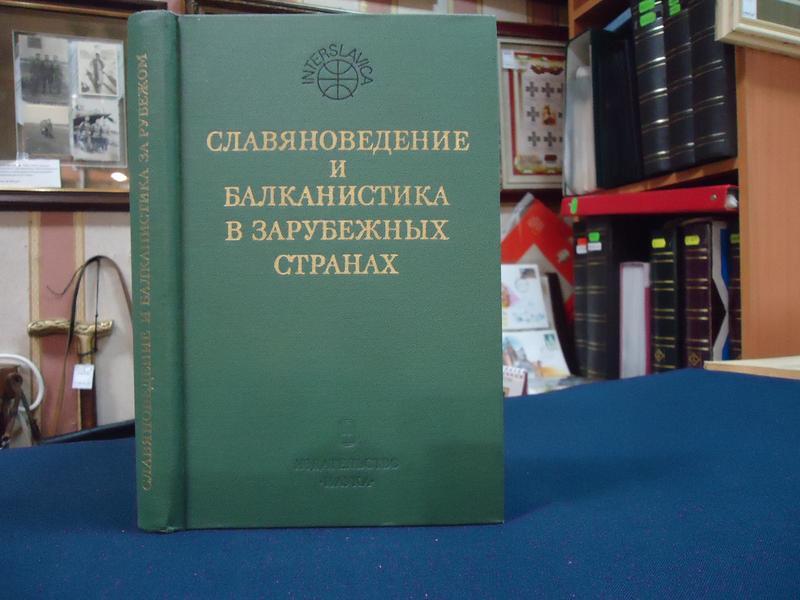 INTERSLAVICA
СЛАВЯНОВЕДЕНИЕ
И
БАЛКАНИСТИКА
В ЗАРУБЕЖНЫХ
СТРАНАХ
ИЗДАТЕЛЬСТВО
«НАУКА»
СЛАВЯНОВЕДЕНИЕ И БАЛКАНИСТИКА ЗА РУБЕЖОМ